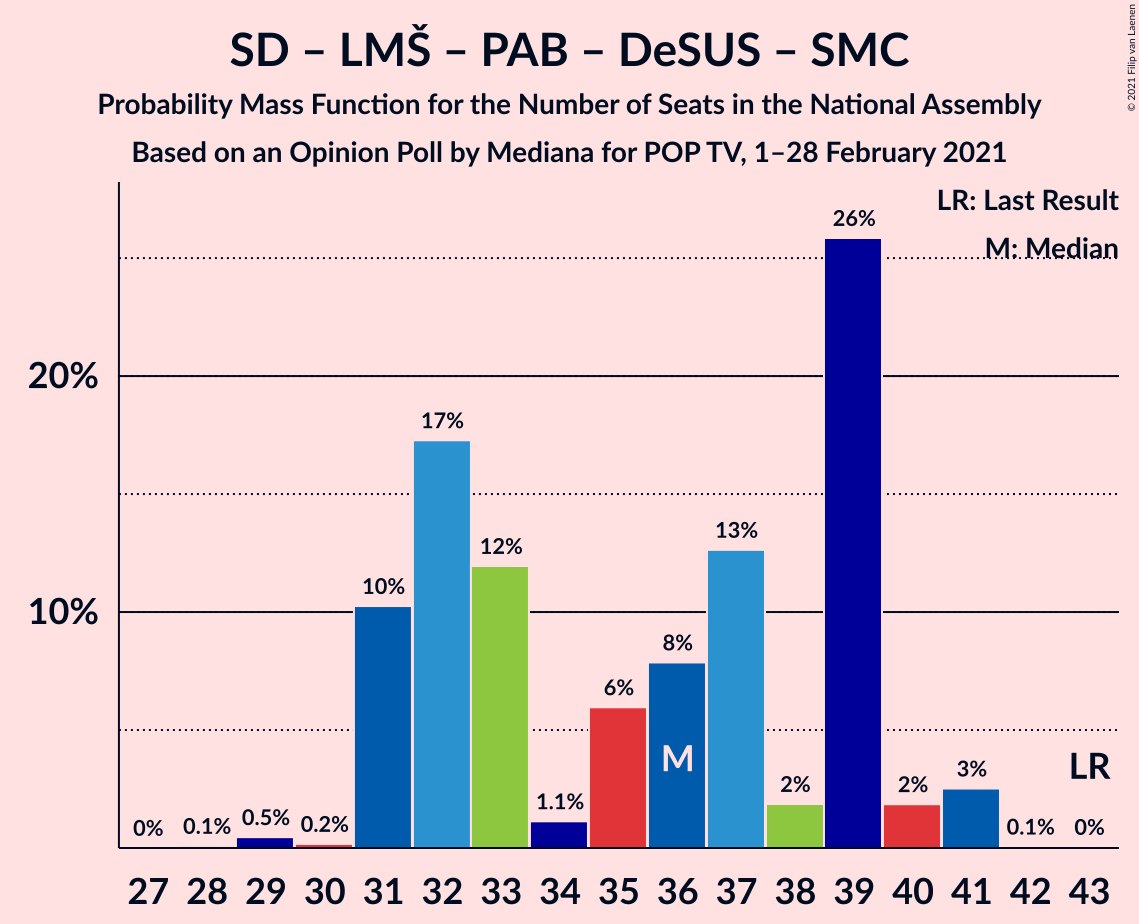 SD – LMŠ – PAB – DeSUS – SMC
Probability Mass Function for the Number of Seats in the National Assembly
Based on an Opinion Poll by Mediana for POP TV, 1–28 February 2021
© 2021 Filip van Laenen
LR: Last Result
M: Median
20%
10%
0% 0.1% 0.5% 0.2% 10% 17% 12% 1.1% 6% 8% 13% 2% 26% 2% 3% 0.1% 0%
M
LR
27 28 29 30 31 32 33 34 35 36 37 38 39 40 41 42 43